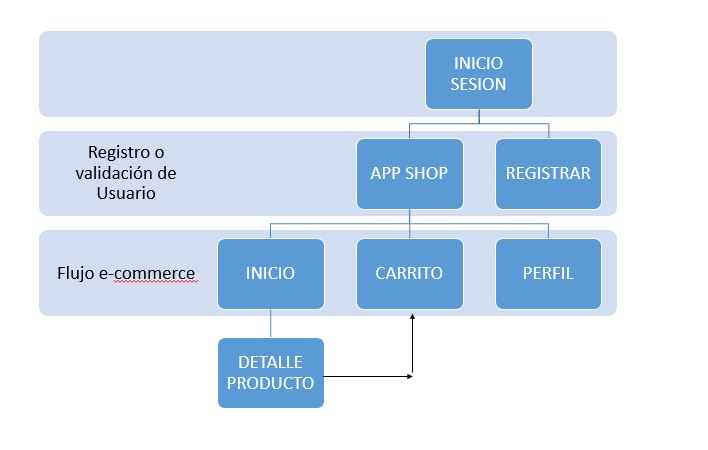 INICIO
SESION
Registro o
validación de
Usuario
APP SHOP
REGISTRAR
Flujo e-commerce
INICIO
CARRITO
PERFIL
DETALLE
PRODUCTO